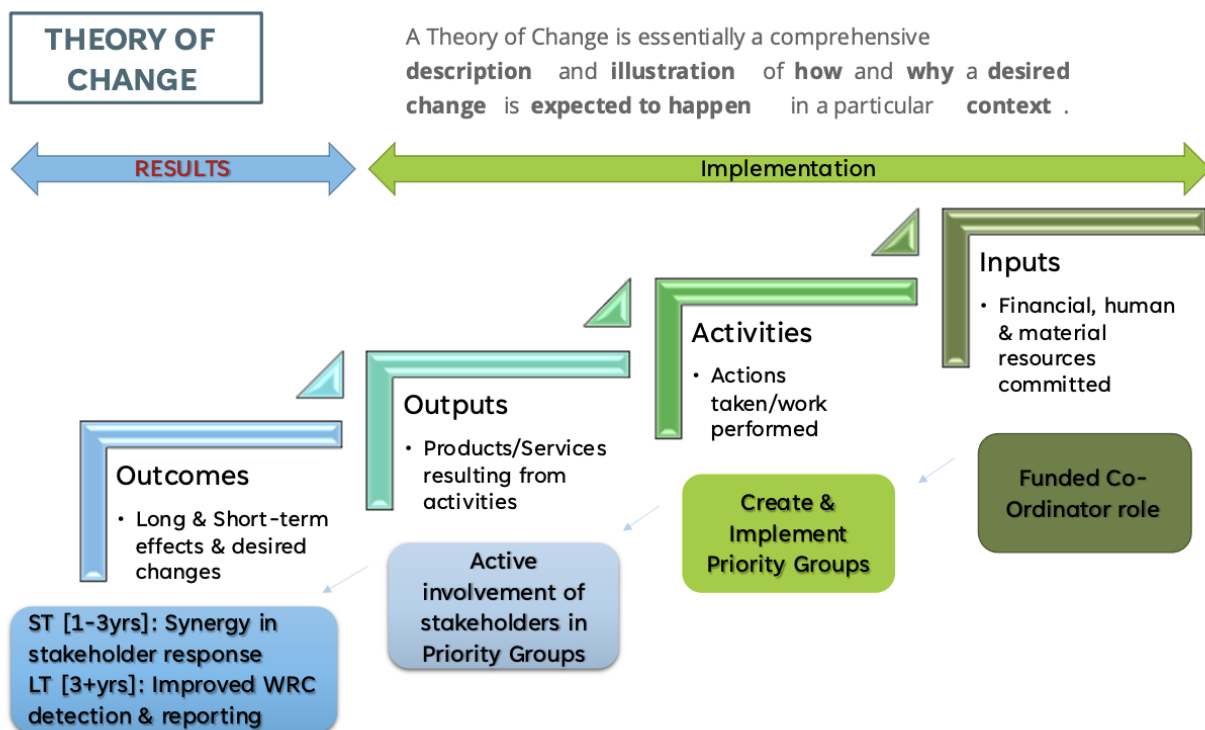 THEORY OF
CHANGE
A Theory of Change is essentially a comprehensive
description and illustration of how and why a desired
change is expected to happen in a particular context .
RESULTS
Implementation
Inputs
• Financial, human
& material
resources
committed
Activities
• Actions
taken/work
performed
Outputs
• Products/Services
resulting from
activities
Outcomes
• Long & Short-term
effects & desired
changes
Funded Co-
Ordinator role
Create &
Implement
Priority Groups
Active
involvement of
stakeholders in
Priority Groups
ST [1-3yrs]: Synergy in
stakeholder response
LT [3+yrs]: Improved WRC
detection & reporting